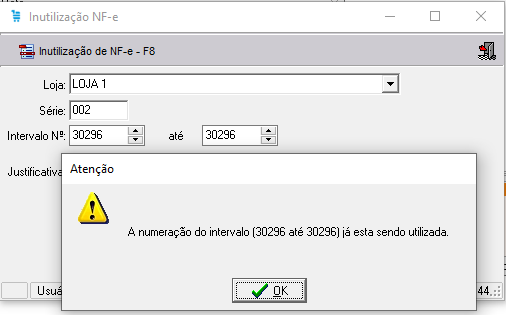 Inutilização NF-e
Inutilização de NF-e - F8
Loja: LOJA 1
Série: 002
Intervalo Nº: 30296 até 30296
Justificativa
Atenção
A numeração do intervalo (30296 até 30296) já esta sendo utilizada.
OK
Usuá 44